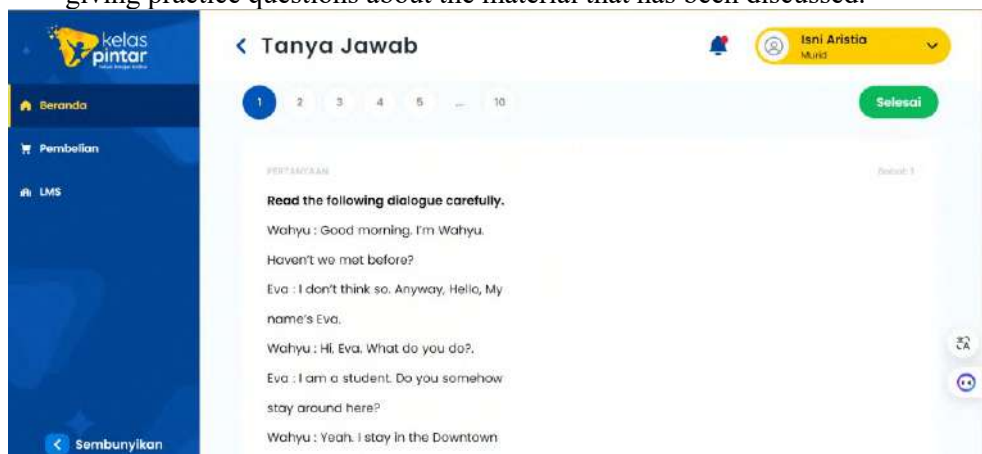 giving practice questions about the material that has been discussed.
kelas
pintar
Tanya Jawab
Isni Aristia
Murid
Beranda
1 2 3 4 5 ... 10
Selesai
Pembelian
PERTANYAAN
LMS
Read the following dialogue carefully.
Wahyu : Good morning. I'm Wahyu.
Haven't we met before?
Eva : I don't think so. Anyway, Hello, My
name's Eva.
Wahyu : Hi, Eva. What do you do?.
Eva : I am a student. Do you somehow
stay around here?
Wahyu : Yeah. I stay in the Downtown
Sembunyikan